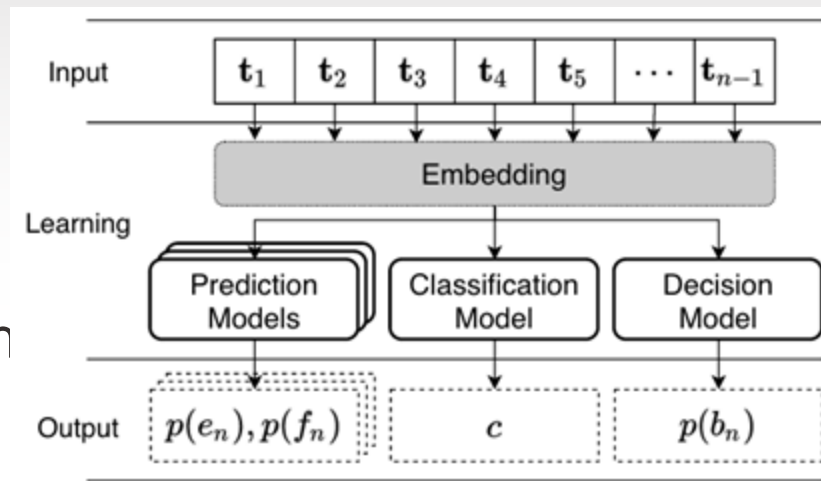 Input
t₁ t₂ t₃ t₄ t₅ ··· tₙ₋₁
Embedding
Learning
Prediction Models
Classification Model
Decision Model
n
Output
p(eₙ), p(fₙ) c p(bₙ)